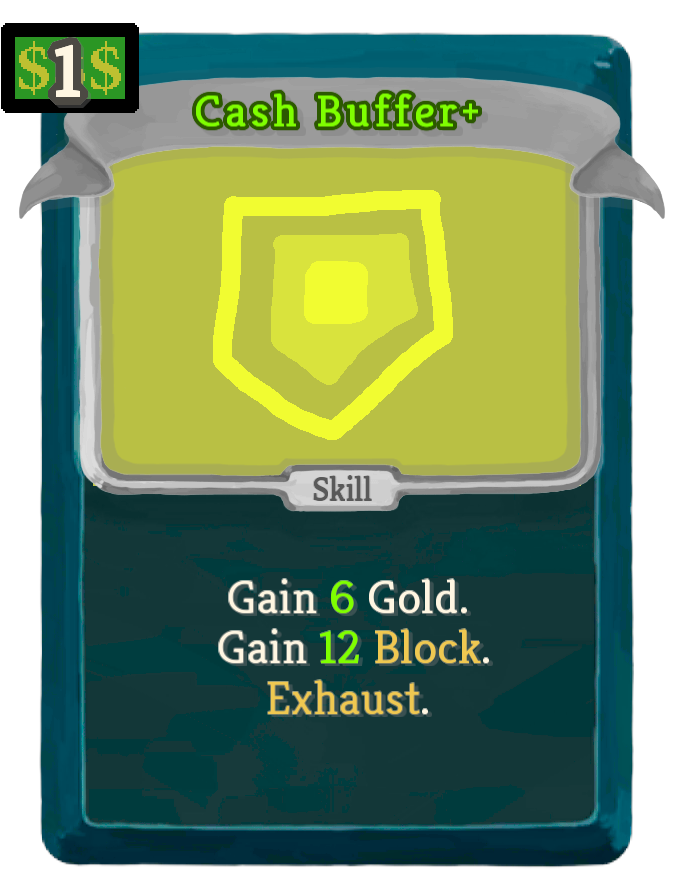 $1$
Cash Buffer+
Skill
Gain 6 Gold.
Gain 12 Block.
Exhaust.